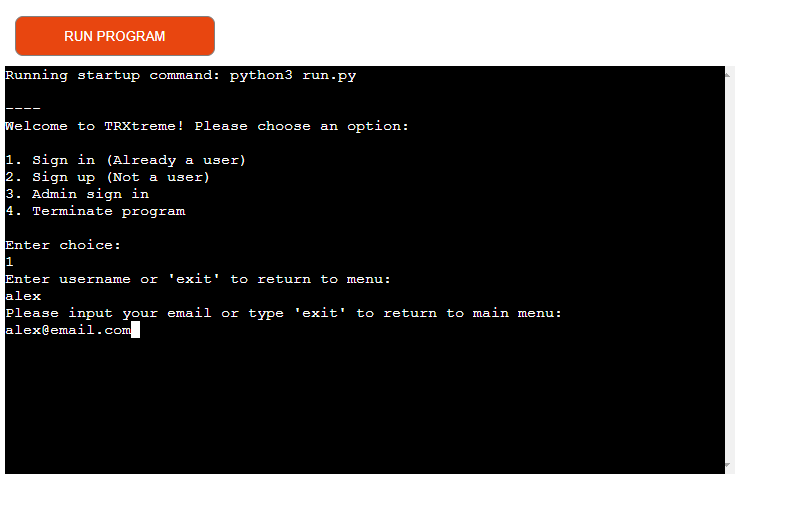 RUN PROGRAM
Running startup command: python3 run.py
----
Welcome to TRXtreme! Please choose an option:
1. Sign in (Already a user)
2. Sign up (Not a user)
3. Admin sign in
4. Terminate program
Enter choice:
1
Enter username or 'exit' to return to menu:
alex
Please input your email or type 'exit' to return to main menu:
alex@email.com